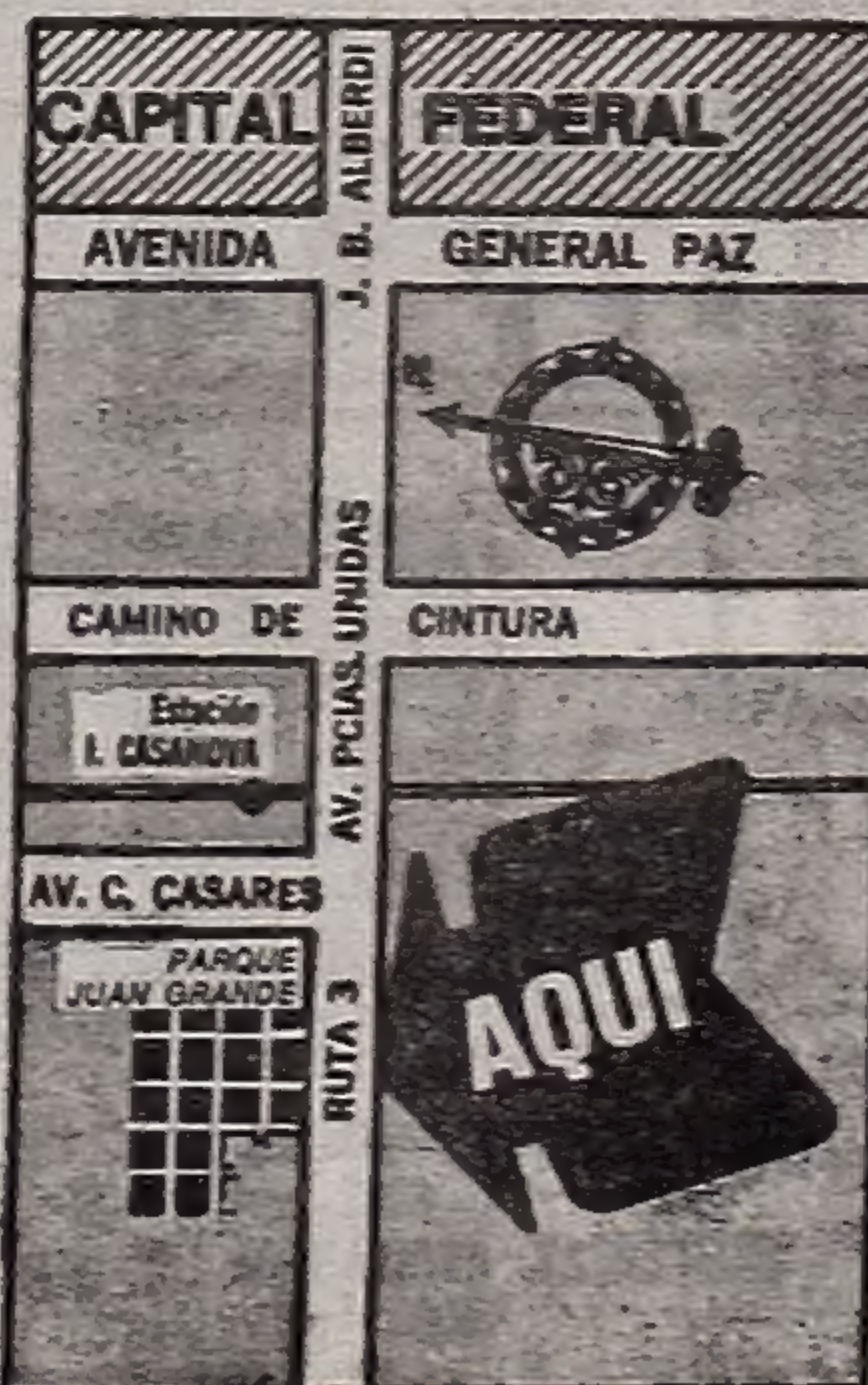 CAPITAL FEDERAL
J. B. ALBERDI
AVENIDA GENERAL PAZ
AV. PCIAS. UNIDAS
CAMINO DE CINTURA
Estación
I. CASANOVA
AV. C. CASARES
PARQUE
JUAN GRANDE
RUTA 3
AQUI